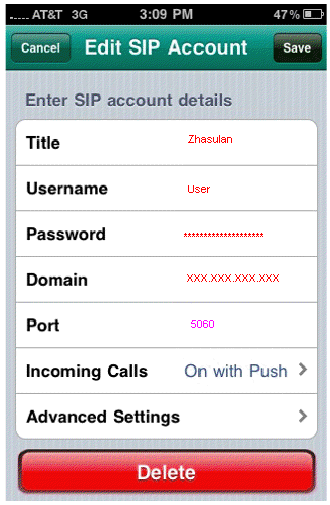 ..... AT&T 3G 3:09 PM 47%
Cancel Edit SIP Account Save
Enter SIP account details
Title Zhasulan
Username User
Password ********************
Domain XXX.XXX.XXX.XXX
Port 5060
Incoming Calls On with Push >
Advanced Settings >
Delete